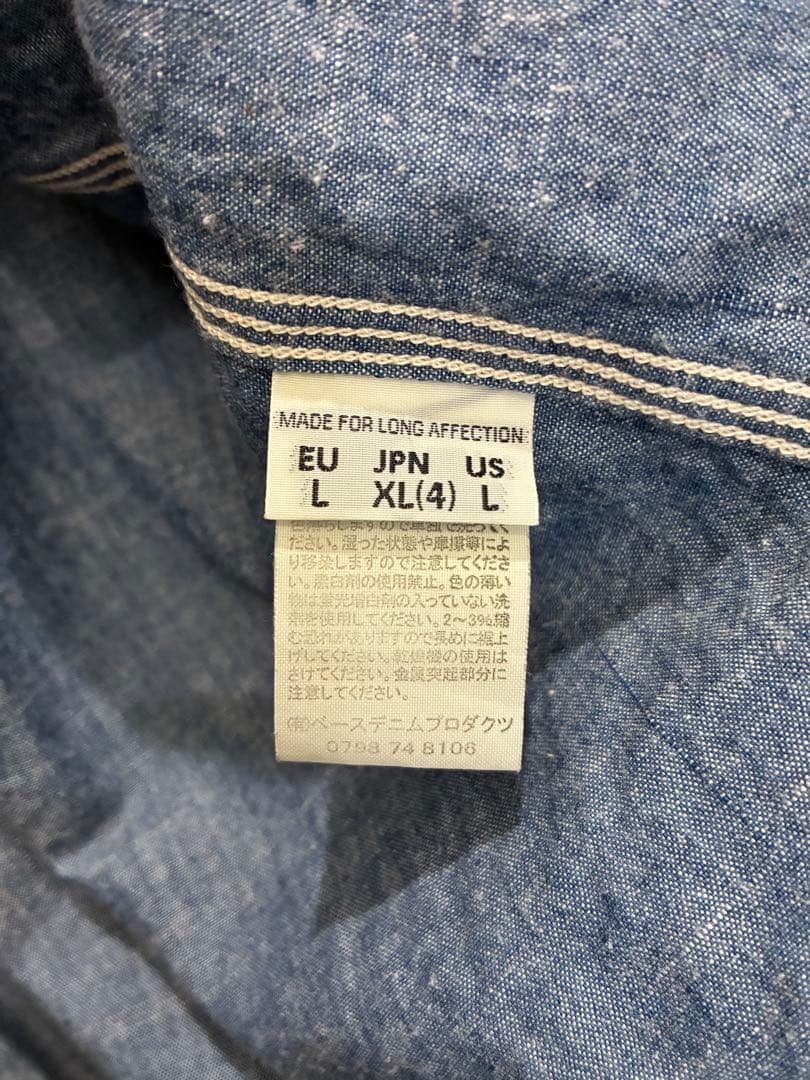 MADE FOR LONG AFFECTION
EU JPN US
L XL(4) L
ださい。湿った状態や摩擦等によ
り移染しますので注意してくださ
い。漂白剤の使用禁止。色の薄い
物は蛍光増白剤の入っていない洗
剤を使用してください。2〜3%縮
む恐れがありますので長めに裾上
げしてください。乾燥機の使用は
さけてください。金属突起部分に
注意してください。
㈲ベースデニムプロダクツ
0798 74 8106